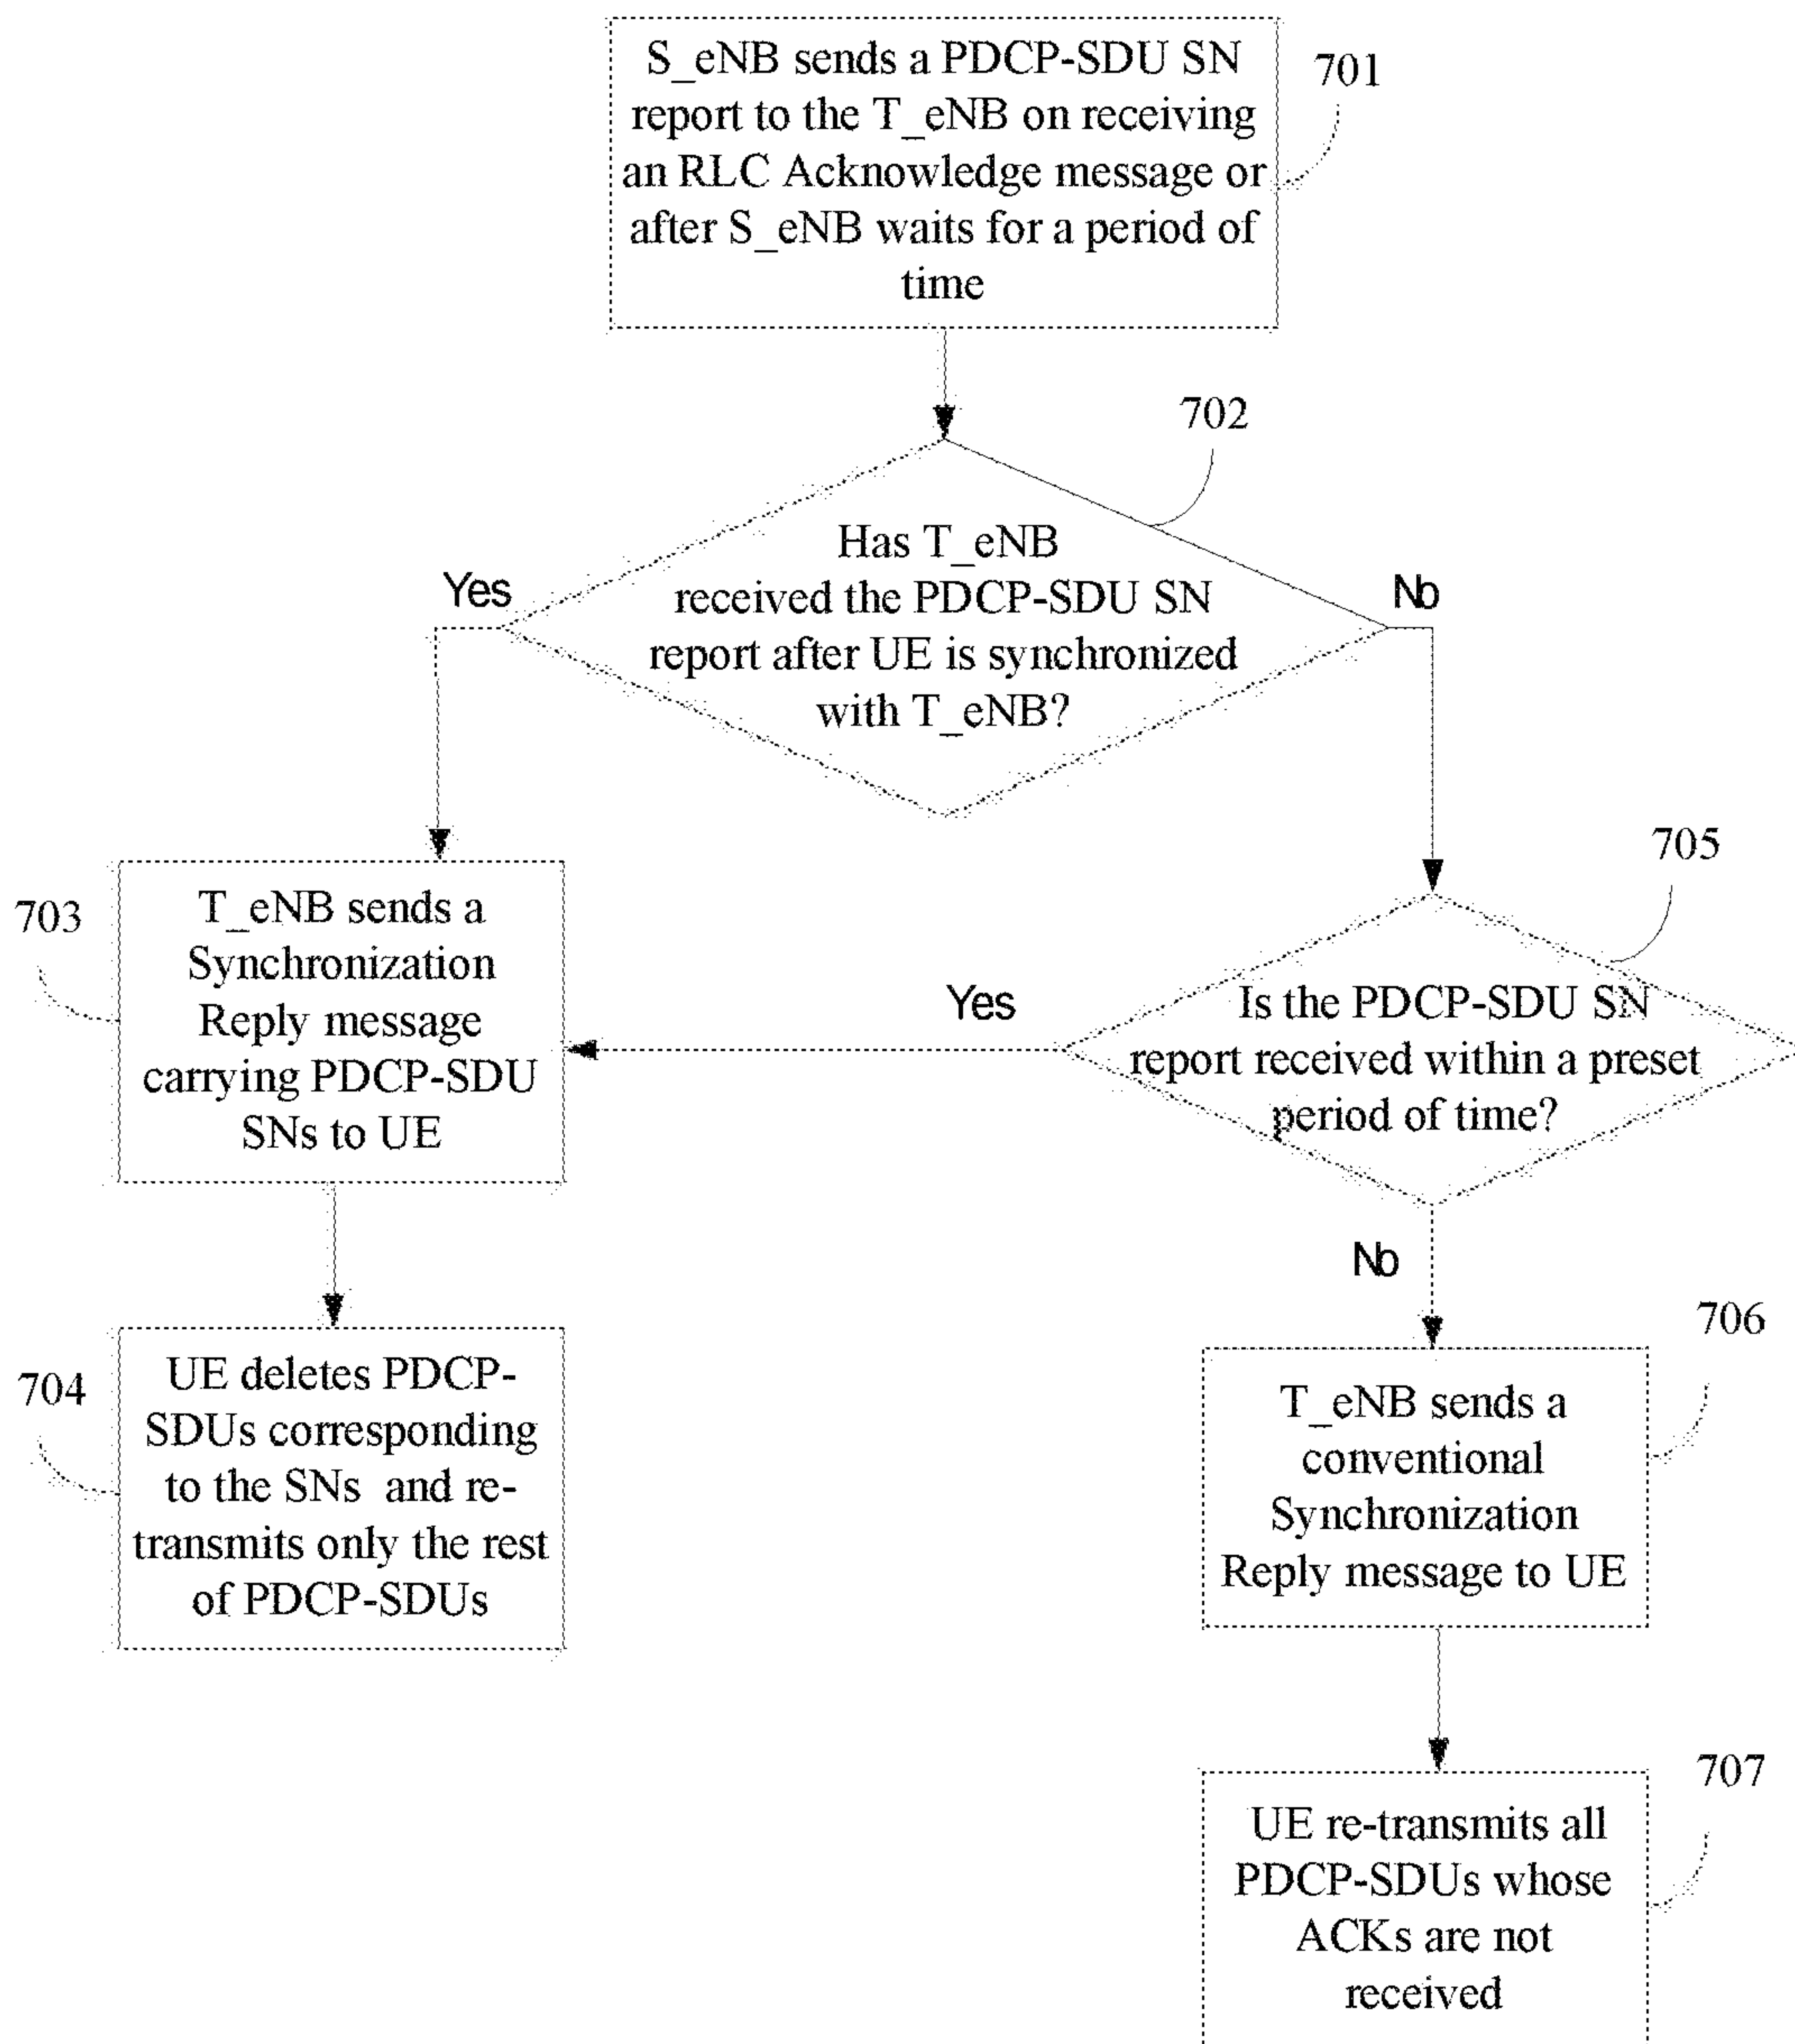 S_eNB sends a PDCP-SDU SN
report to the T_eNB on receiving
an RLC Acknowledge message or
after S_eNB waits for a period of
time
701
702
Has T_eNB
received the PDCP-SDU SN
report after UE is synchronized
with T_eNB?
Yes
No
703
T_eNB sends a
Synchronization
Reply message
carrying PDCP-SDU
SNs to UE
705
Is the PDCP-SDU SN
report received within a preset
period of time?
Yes
No
704
UE deletes PDCP-
SDUs corresponding
to the SNs and re-
transmits only the rest
of PDCP-SDUs
706
T_eNB sends a
conventional
Synchronization
Reply message to UE
707
UE re-transmits all
PDCP-SDUs whose
ACKs are not
received